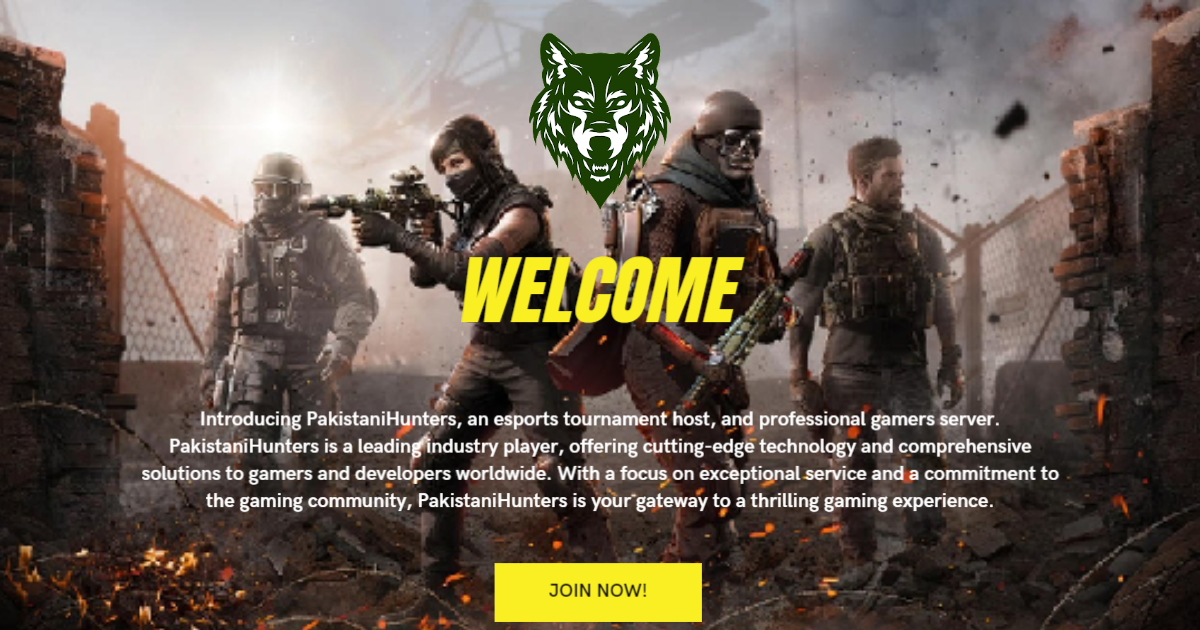 WELCOME
Introducing PakistaniHunters, an esports tournament host, and professional gamers server.
PakistaniHunters is a leading industry player, offering cutting-edge technology and comprehensive
solutions to gamers and developers worldwide. With a focus on exceptional service and a commitment to
the gaming community, PakistaniHunters is your gateway to a thrilling gaming experience.
JOIN NOW!